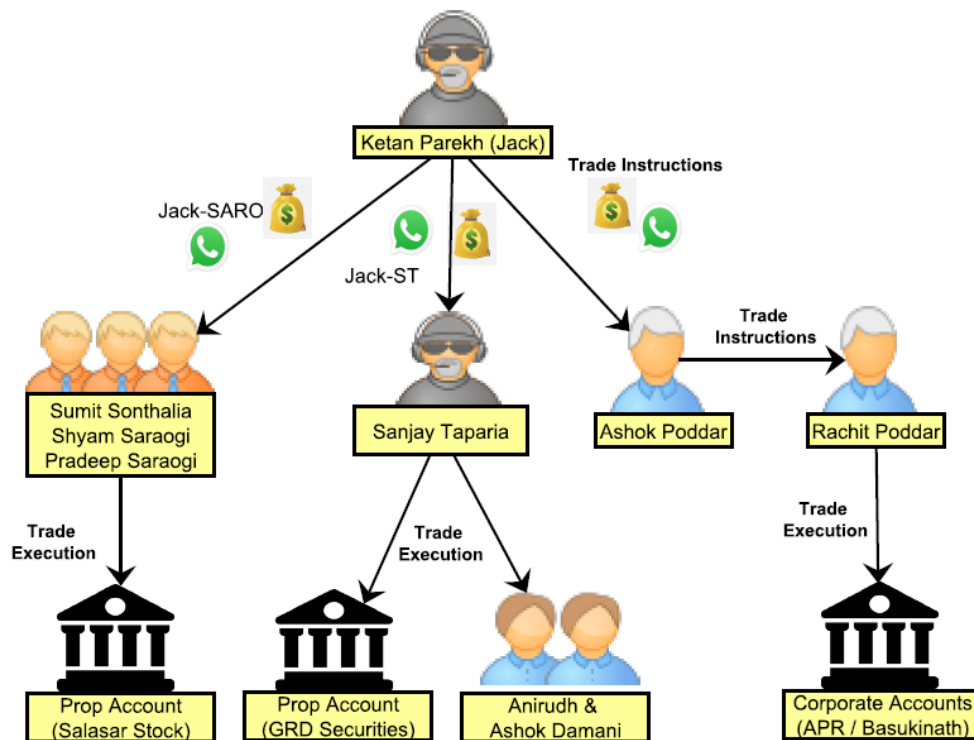 Ketan Parekh (Jack)
Trade Instructions
Jack-SARO
Jack-ST
Trade
Instructions
Sumit Sonthalia
Shyam Saraogi
Pradeep Saraogi
Sanjay Taparia
Ashok Poddar
Rachit Poddar
Trade
Execution
Trade
Execution
Trade
Execution
Prop Account
(Salasar Stock)
Prop Account
(GRD Securities)
Anirudh &
Ashok Damani
Corporate Accounts
(APR / Basukinath)